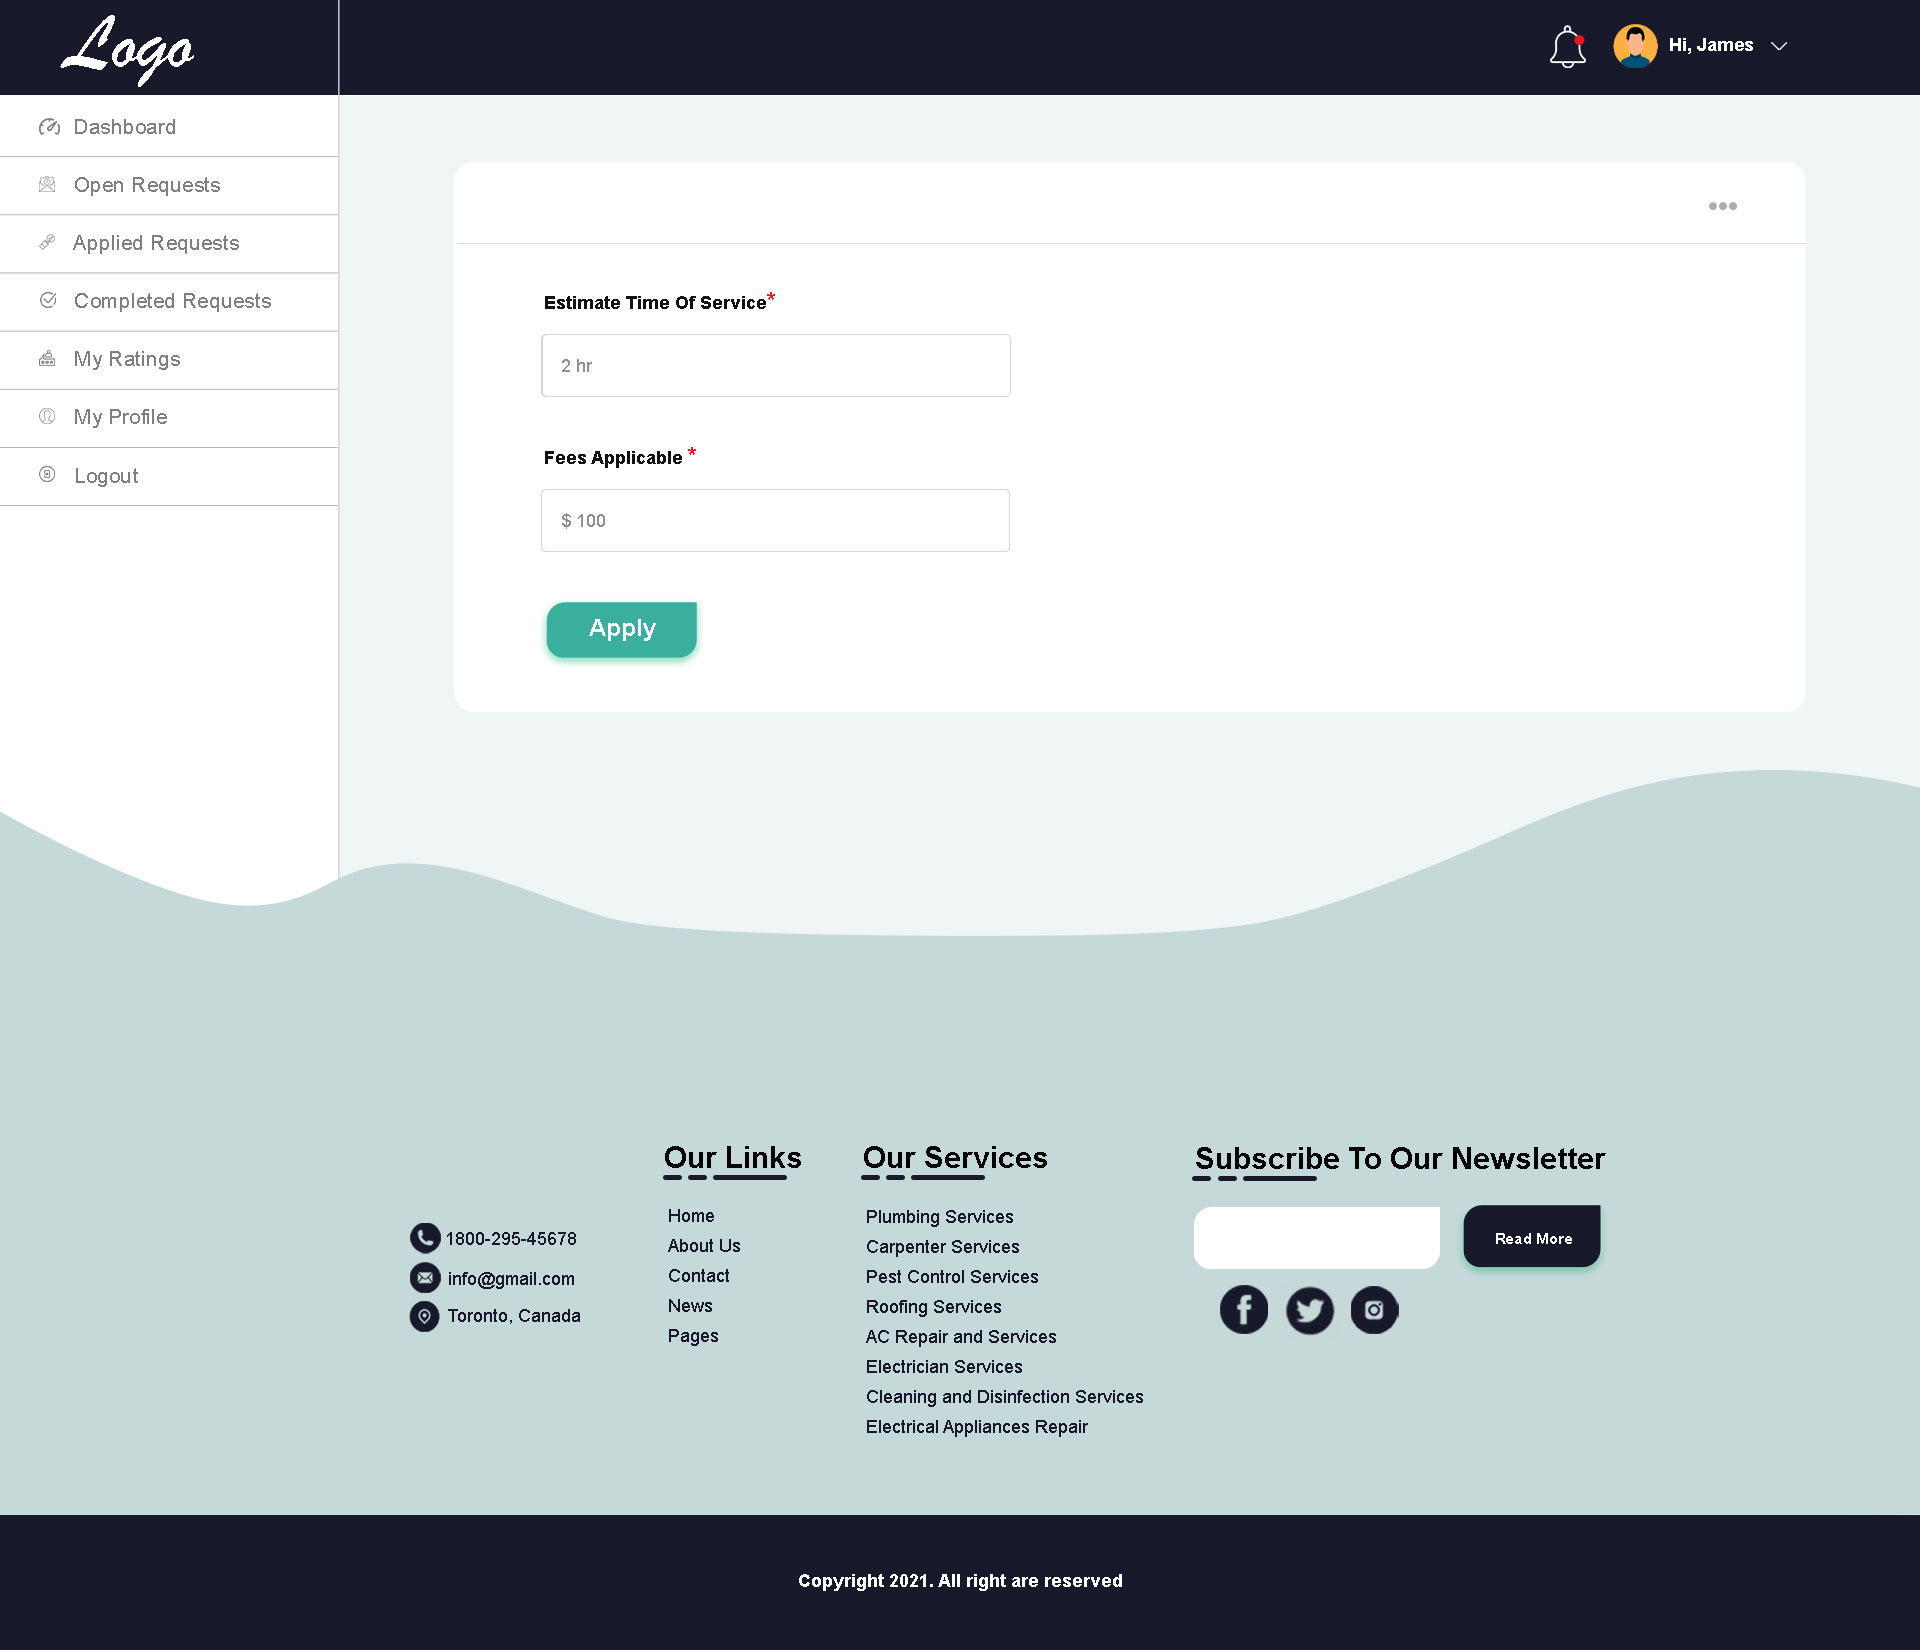 Logo
Hi, James
Dashboard
Open Requests
Applied Requests
Completed Requests
My Ratings
My Profile
Logout
Estimate Time Of Service*
2 hr
Fees Applicable *
$ 100
Apply
1800-295-45678
info@gmail.com
Toronto, Canada
Our Links
Home
About Us
Contact
News
Pages
Our Services
Plumbing Services
Carpenter Services
Pest Control Services
Roofing Services
AC Repair and Services
Electrician Services
Cleaning and Disinfection Services
Electrical Appliances Repair
Subscribe To Our Newsletter
Read More
Copyright 2021. All right are reserved